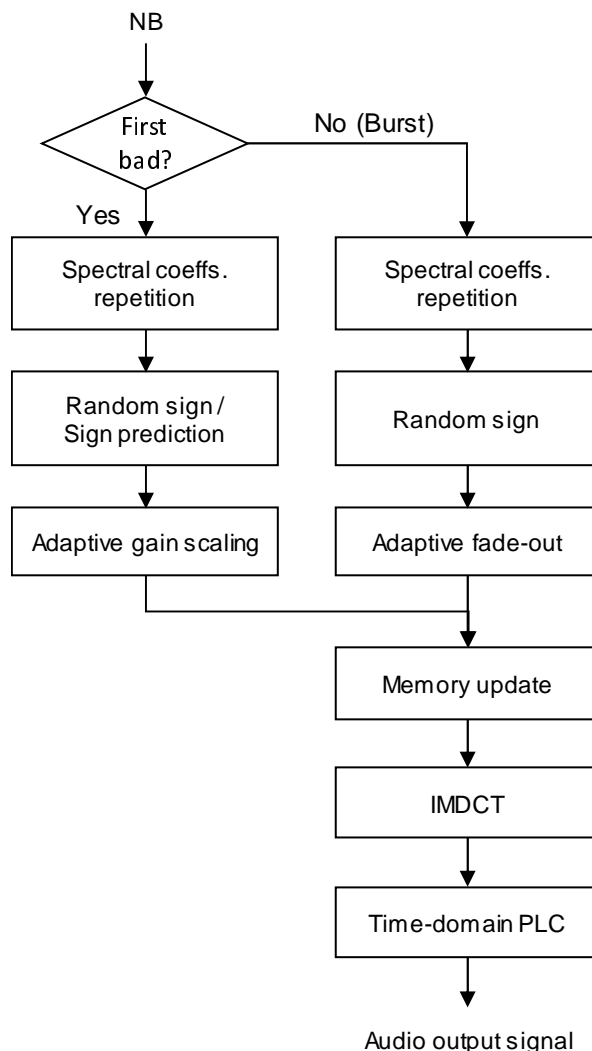 NB
First
bad?
No (Burst)
Yes
Spectral coeffs.
repetition
Spectral coeffs.
repetition
Random sign /
Sign prediction
Random sign
Adaptive gain scaling
Adaptive fade-out
Memory update
IMDCT
Time-domain PLC
Audio output signal